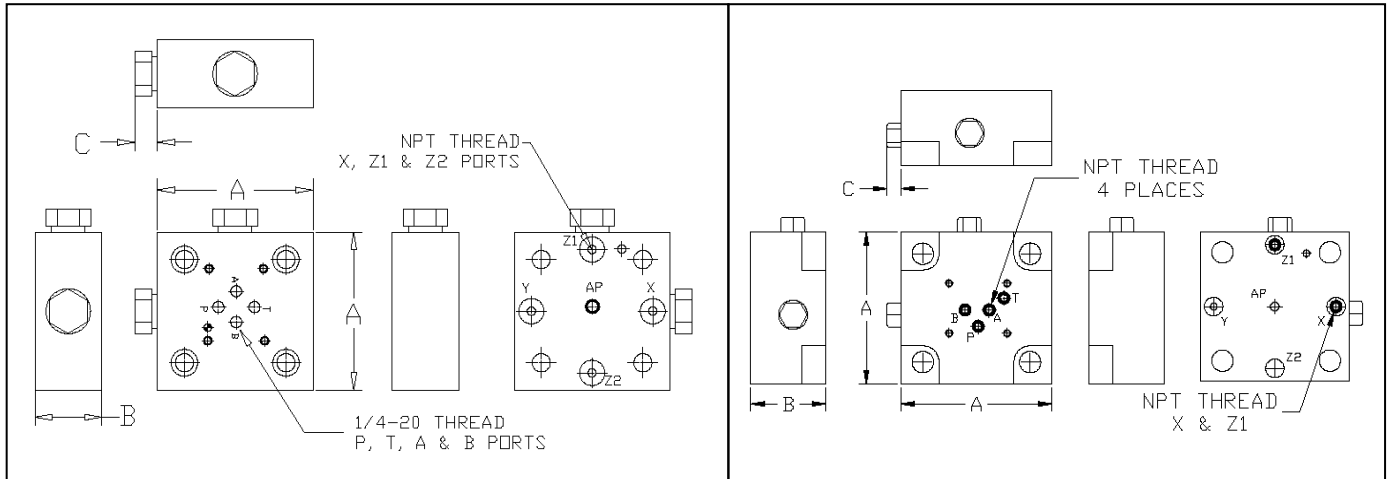 C
NPT THREAD
X, Z1 & Z2 PORTS
A
A
B
A
P
T
B
1/4-20 THREAD
P, T, A & B PORTS
Z1
Y
AP
X
Z2
C
NPT THREAD
4 PLACES
A
B
A
B
A
T
P
Z1
AP
Y
X
Z2
NPT THREAD
X & Z1